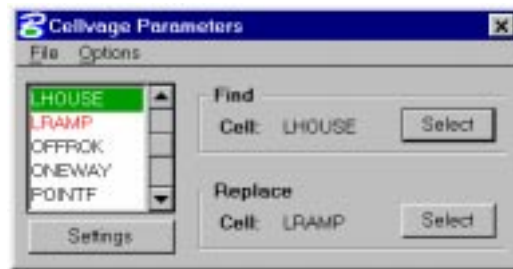 Cellvage Parameters
File Options
LHOUSE
LRAMP
OFFROK
ONEWAY
POINTF
Settings
Find
Cell: LHOUSE Select
Replace
Cell: LRAMP Select